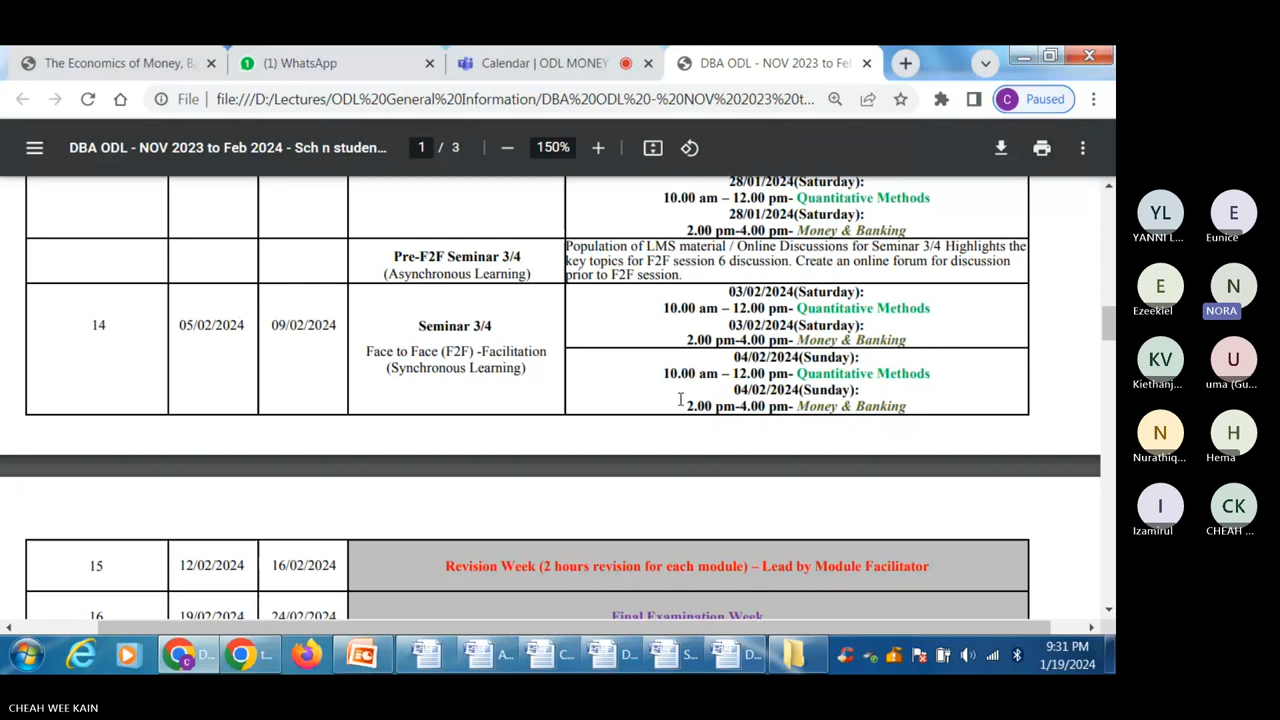 The Economics of Money, B
(1) WhatsApp
Calendar | ODL MONEY
DBA ODL - NOV 2023 to Fe
File
file:///D:/Lectures/ODL%20General%20Information/DBA%20ODL%20-%20NOV%202023%20t...
C
Paused
DBA ODL - NOV 2023 to Feb 2024 - Sch n studen...
1 / 3
150%
28/01/2024(Saturday):
10.00 am – 12.00 pm- Quantitative Methods
28/01/2024(Saturday):
2.00 pm-4.00 pm- Money & Banking
Pre-F2F Seminar 3/4
(Asynchronous Learning)
Population of LMS material / Online Discussions for Seminar 3/4 Highlights the
key topics for F2F session 6 discussion. Create an online forum for discussion
prior to F2F session.
14
05/02/2024
09/02/2024
Seminar 3/4
Face to Face (F2F) -Facilitation
(Synchronous Learning)
03/02/2024(Saturday):
10.00 am – 12.00 pm- Quantitative Methods
03/02/2024(Saturday):
2.00 pm-4.00 pm- Money & Banking
04/02/2024(Sunday):
10.00 am – 12.00 pm- Quantitative Methods
04/02/2024(Sunday):
2.00 pm-4.00 pm- Money & Banking
15
12/02/2024
16/02/2024
Revision Week (2 hours revision for each module) – Lead by Module Facilitator
16
19/02/2024
24/02/2024
Final Examination Week
D...
t...
A...
C...
D...
S...
D...
9:31 PM
1/19/2024
YL
YANNI L...
E
Eunice
E
Ezeekiel
N
NORA
KV
Kiethanj...
U
uma (Gu...
N
Nurathiq...
H
Hema
I
Izamirul
CK
CHEAH ...
CHEAH WEE KAIN